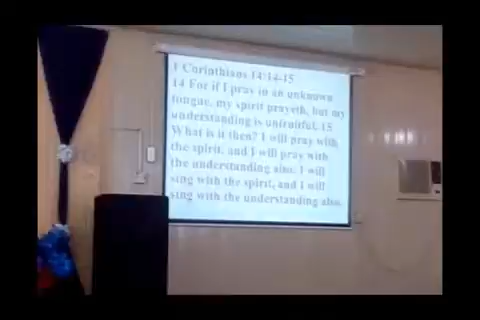 1 Corinthians 14:14-15
14 For if I pray in an unknown
tongue, my spirit prayeth, but my
understanding is unfruitful. 15
What is it then? I will pray with
the spirit, and I will pray with
the understanding also. I will
sing with the spirit, and I will
sing with the understanding also.